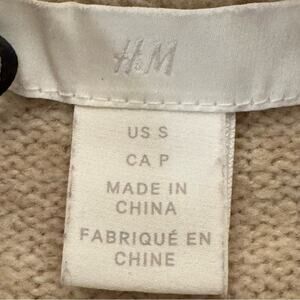 H&M
US S
CA P
MADE IN
CHINA
FABRIQUÉ EN
CHINE